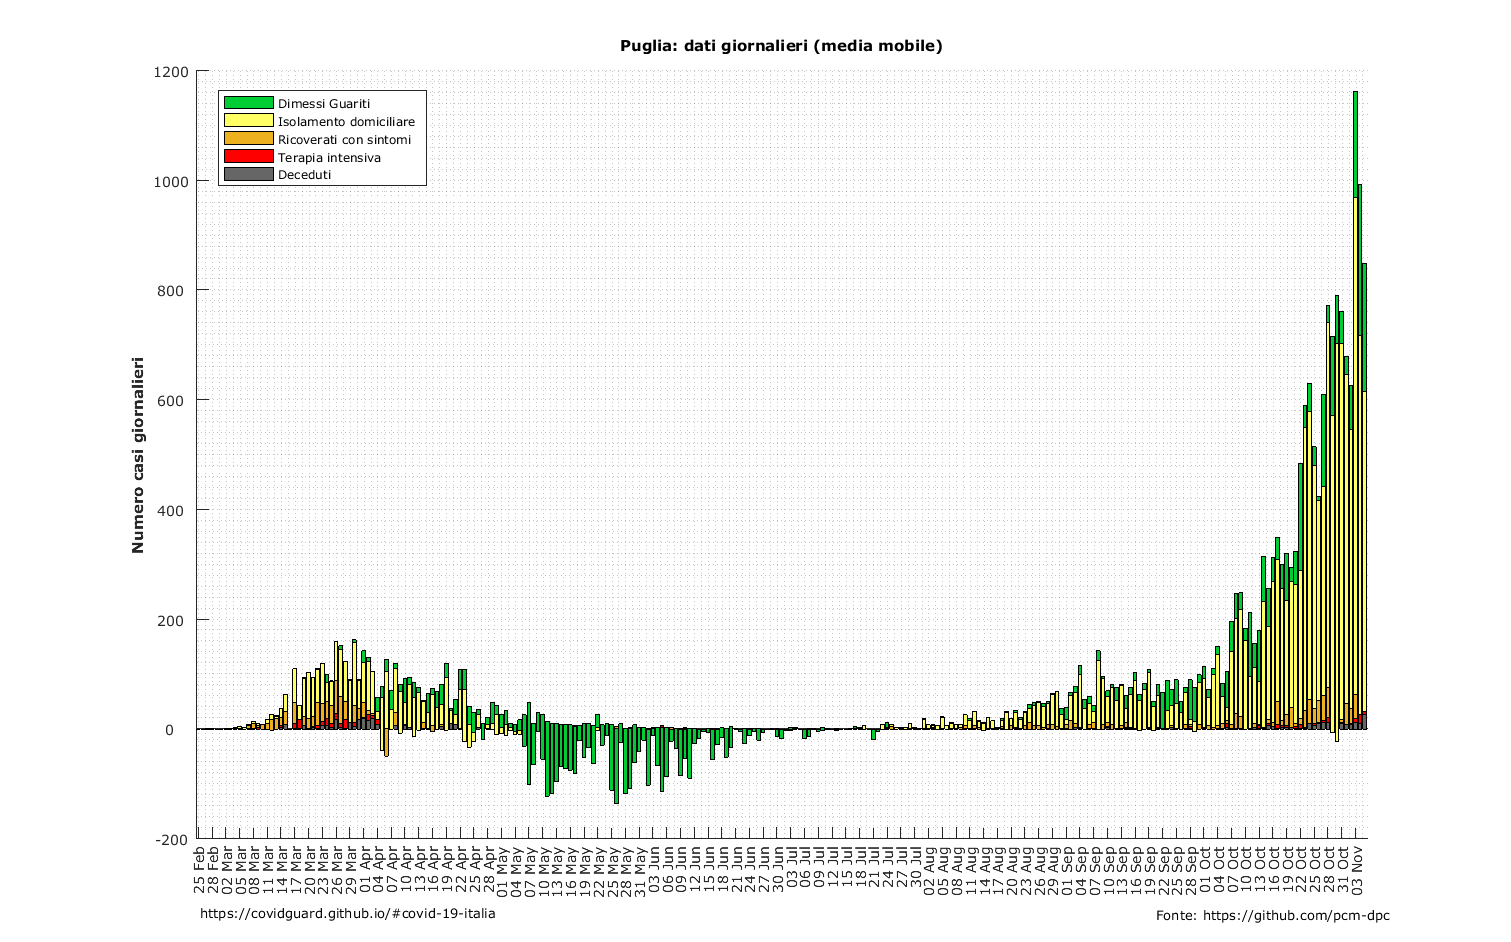 Puglia: dati giornalieri (media mobile)
1200
1000
800
600
400
200
0
-200
Numero casi giornalieri
Dimessi Guariti
Isolamento domiciliare
Ricoverati con sintomi
Terapia intensiva
Deceduti
25 Feb
28 Feb
02 Mar
05 Mar
08 Mar
11 Mar
14 Mar
17 Mar
20 Mar
23 Mar
26 Mar
29 Mar
01 Apr
04 Apr
07 Apr
10 Apr
13 Apr
16 Apr
19 Apr
22 Apr
25 Apr
28 Apr
01 May
04 May
07 May
10 May
13 May
16 May
19 May
22 May
25 May
28 May
31 May
03 Jun
06 Jun
09 Jun
12 Jun
15 Jun
18 Jun
21 Jun
24 Jun
27 Jun
30 Jun
03 Jul
06 Jul
09 Jul
12 Jul
15 Jul
18 Jul
21 Jul
24 Jul
27 Jul
30 Jul
02 Aug
05 Aug
08 Aug
11 Aug
14 Aug
17 Aug
20 Aug
23 Aug
26 Aug
29 Aug
01 Sep
04 Sep
07 Sep
10 Sep
13 Sep
16 Sep
19 Sep
22 Sep
25 Sep
28 Sep
01 Oct
04 Oct
07 Oct
10 Oct
13 Oct
16 Oct
19 Oct
22 Oct
25 Oct
28 Oct
31 Oct
03 Nov
https://covidguard.github.io/#covid-19-italia
Fonte: https://github.com/pcm-dpc